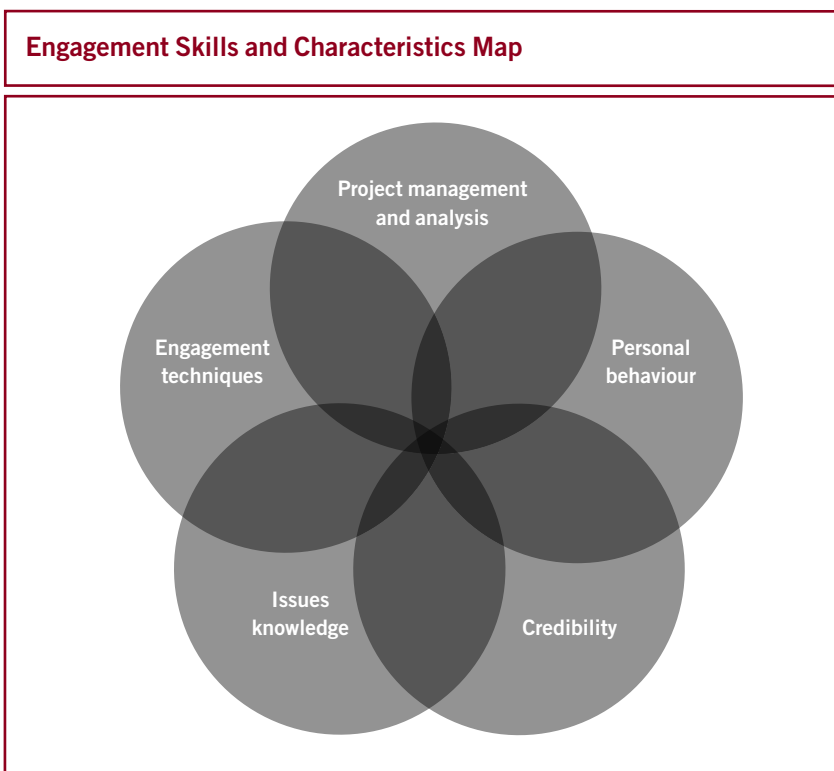 Engagement Skills and Characteristics Map
Project management
and analysis
Engagement
techniques
Personal
behaviour
Issues
knowledge
Credibility